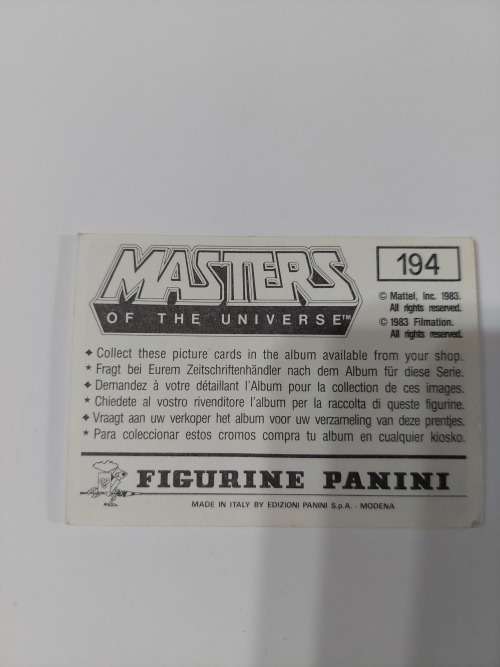 MASTERS
OF THE UNIVERSE™
194
© Mattel, Inc. 1983.
All rights reserved.
© 1983 Filmation.
All rights reserved.
✦ Collect these picture cards in the album available from your shop.
★ Fragt bei Eurem Zeitschriftenhändler nach dem Album für diese Serie.
✦ Demandez à votre détaillant l'Album pour la collection de ces images.
★ Chiedete al vostro rivenditore l'album per la raccolta di queste figurine.
✦ Vraagt aan uw verkoper het album voor uw verzameling van deze prentjes.
★ Para coleccionar estos cromos compra tu album en cualquier kiosko.
FIGURINE PANINI
MADE IN ITALY BY EDIZIONI PANINI S.p.A. - MODENA